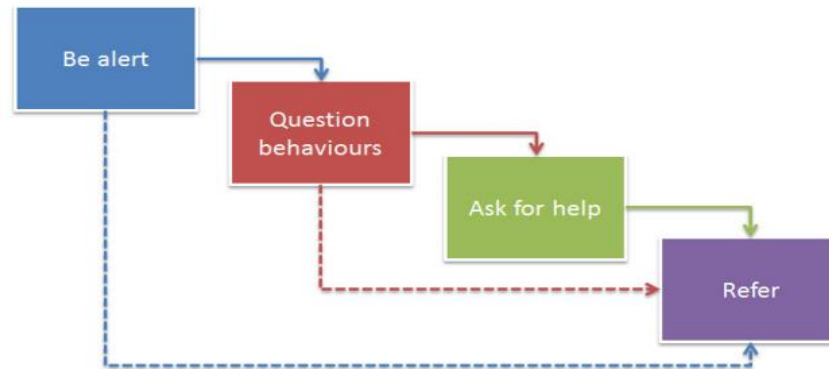 Be alert
Question
behaviours
Ask for help
Refer